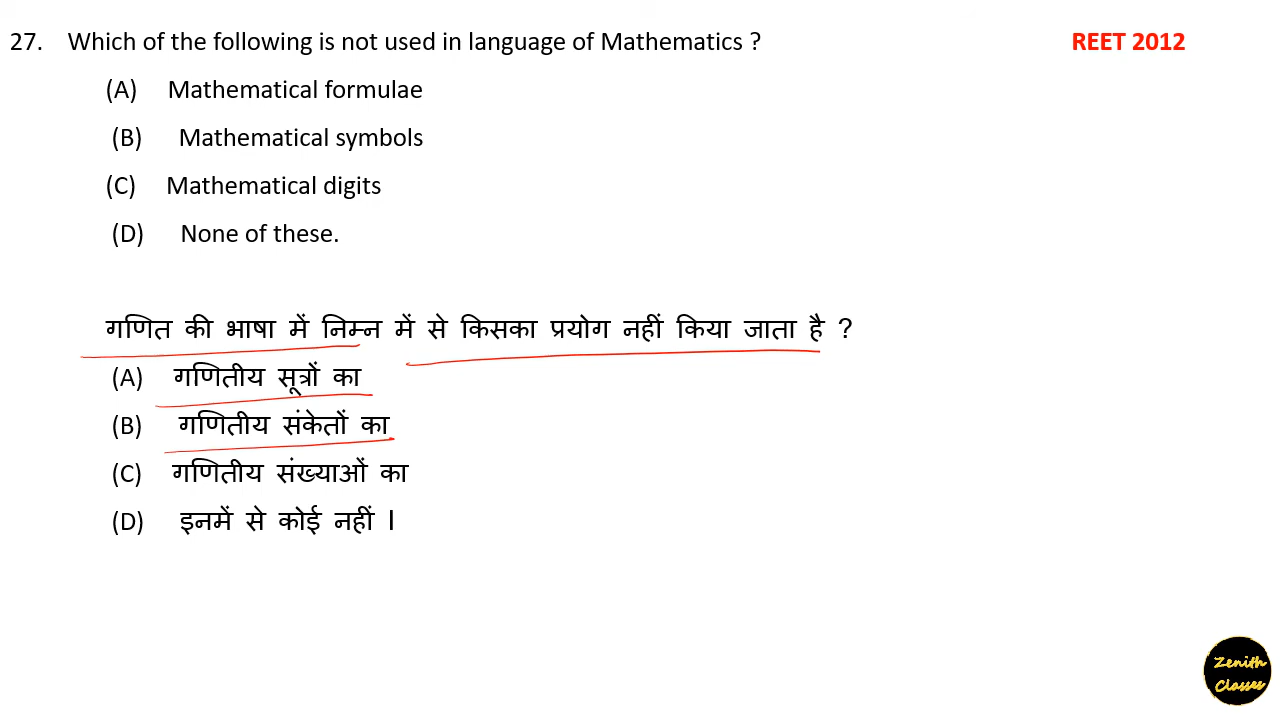 27. Which of the following is not used in language of Mathematics ? REET 2012
(A) Mathematical formulae
(B) Mathematical symbols
(C) Mathematical digits
(D) None of these.
गणित की भाषा में निम्न में से किसका प्रयोग नहीं किया जाता है ?
(A) गणितीय सूत्रों का
(B) गणितीय संकेतों का
(C) गणितीय संख्याओं का
(D) इनमें से कोई नहीं ।
Zenith
Classes